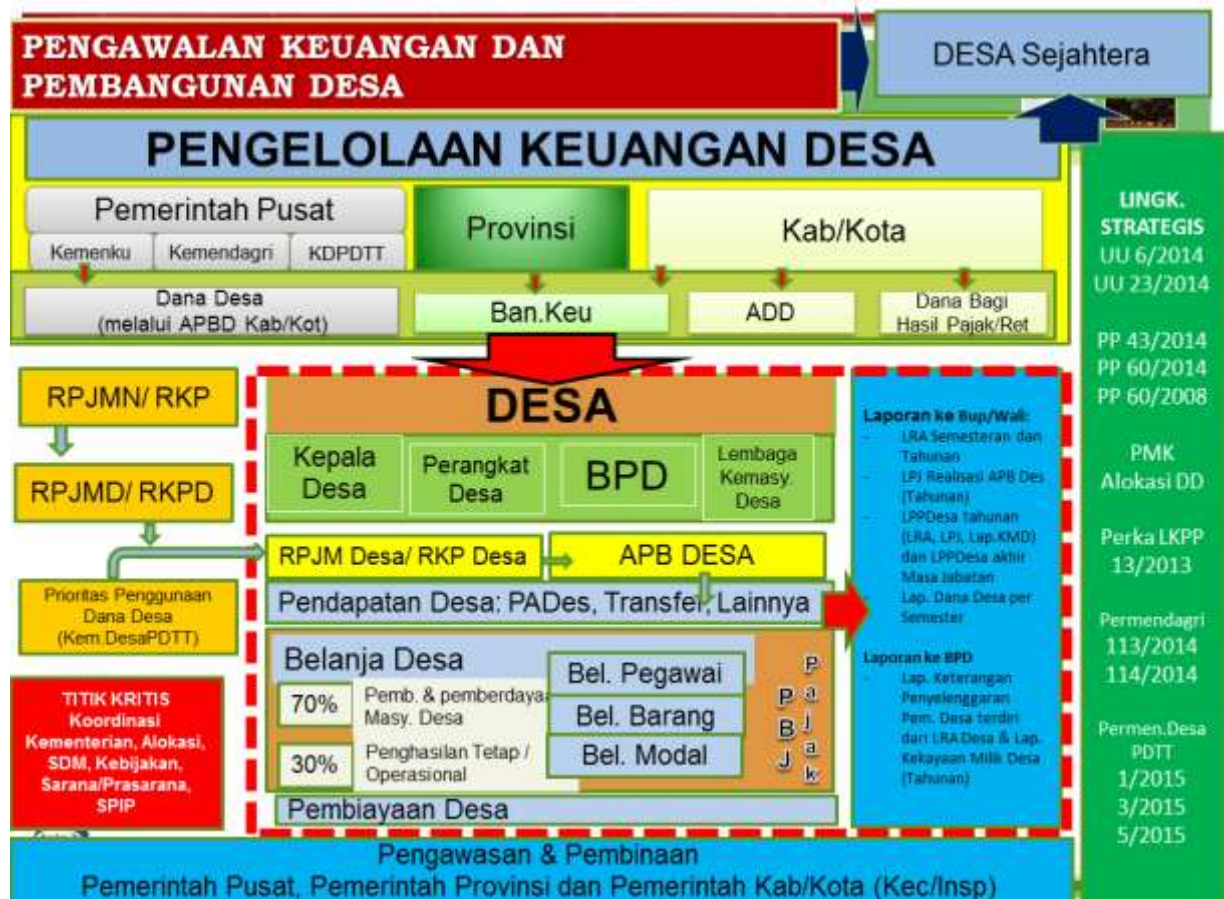 PENGAWALAN KEUANGAN DAN
PEMBANGUNAN DESA
DESA Sejahtera
PENGELOLAAN KEUANGAN DESA
Pemerintah Pusat
Kemenku
Kemendagri
KDPDTT
Provinsi
Kab/Kota
Dana Desa
(melalui APBD Kab/Kot)
Ban.Keu
ADD
Dana Bagi
Hasil Pajak/Ret
RPJMN/ RKP
RPJMD/ RKPD
Prioritas Penggunaan
Dana Desa
(Kem.DesaPDTT)
TITIK KRITIS
Koordinasi
Kementerian, Alokasi,
SDM, Kebijakan,
Sarana/Prasarana,
SPIP
DESA
Kepala
Desa
Perangkat
Desa
BPD
Lembaga
Kemasy.
Desa
RPJM Desa/ RKP Desa
APB DESA
Pendapatan Desa: PADes, Transfer, Lainnya
Belanja Desa
70%
Pemb. & pemberdaya
Masy. Desa
30%
Penghasilan Tetap /
Operasional
Bel. Pegawai
Bel. Barang
Bel. Modal
PBJ
Pajak
Pembiayaan Desa
Laporan ke Bup/Wali:
- LRA Semesteran dan
Tahunan
- LPJ Realisasi APB Des
(Tahunan)
- LPPDesa tahunan
(LRA, LPJ, Lap.KMD)
dan LPPDesa akhir
Masa Jabatan
Lap. Dana Desa per
Semester
Laporan ke BPD
- Lap. Keterangan
Penyelenggaran
Pem. Desa terdiri
dari LRA Desa & Lap.
Kekayaan Milik Desa
(Tahunan)
LINGK.
STRATEGIS
UU 6/2014
UU 23/2014
PP 43/2014
PP 60/2014
PP 60/2008
PMK
Alokasi DD
Perka LKPP
13/2013
Permendagri
113/2014
114/2014
Permen.Desa
PDTT
1/2015
3/2015
5/2015
Pengawasan & Pembinaan
Pemerintah Pusat, Pemerintah Provinsi dan Pemerintah Kab/Kota (Kec/Insp)